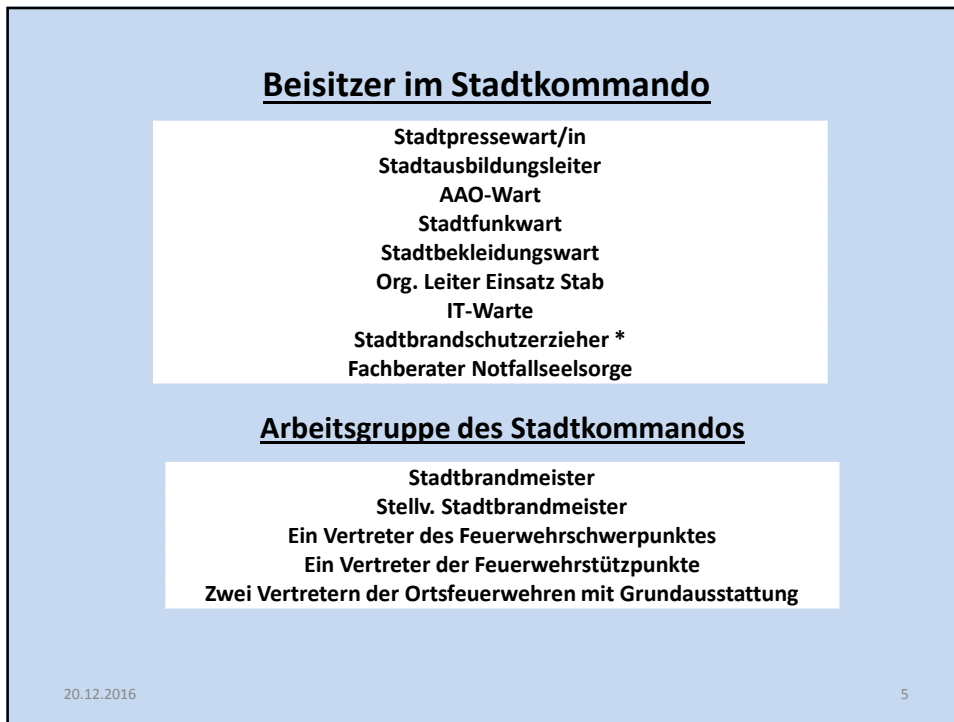 Beisitzer im Stadtkommando
Stadtpressewart/in
Stadtausbildungsleiter
AAO-Wart
Stadtfunkwart
Stadtbekleidungswart
Org. Leiter Einsatz Stab
IT-Warte
Stadtbrandschutzerzieher *
Fachberater Notfallseelsorge
Arbeitsgruppe des Stadtkommandos
Stadtbrandmeister
Stellv. Stadtbrandmeister
Ein Vertreter des Feuerwehrschwerpunktes
Ein Vertreter der Feuerwehrstützpunkte
Zwei Vertretern der Ortsfeuerwehren mit Grundausstattung
20.12.2016
5